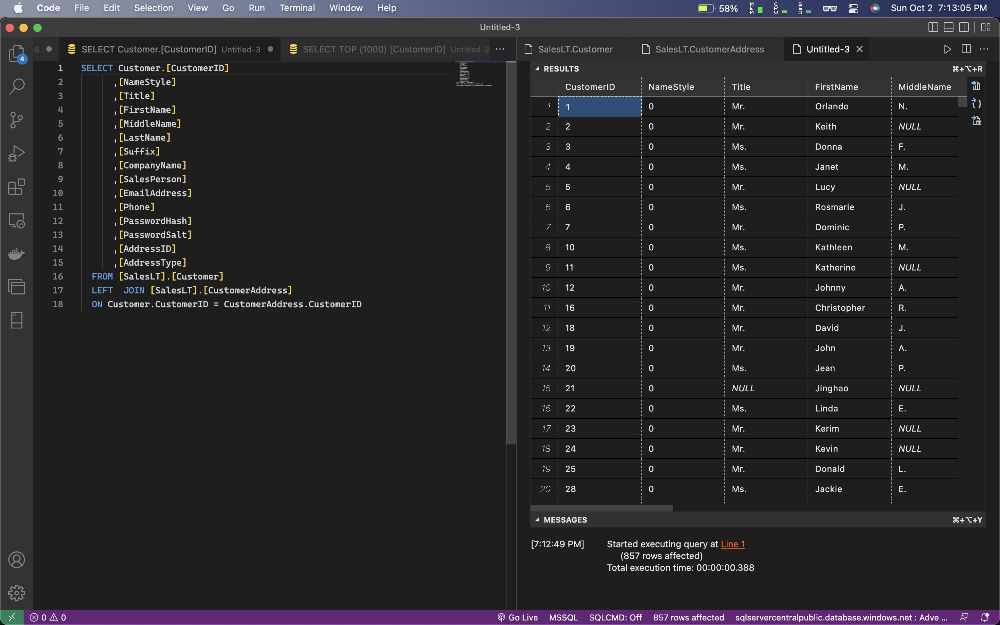 Code File Edit Selection View Go Run Terminal Window Help 58% MEM CPU SSD Sun Oct 2 7:13:05 PM
Untitled-3
6 SELECT Customer.[CustomerID] Untitled-3 SELECT TOP (1000) [CustomerID] Untitled-2 ...
SalesLT.Customer SalesLT.CustomerAddress Untitled-3
4
1 SELECT Customer.[CustomerID]
2 ,[NameStyle]
3 ,[Title]
4 ,[FirstName]
5 ,[MiddleName]
6 ,[LastName]
7 ,[Suffix]
8 ,[CompanyName]
9 ,[SalesPerson]
10 ,[EmailAddress]
11 ,[Phone]
12 ,[PasswordHash]
13 ,[PasswordSalt]
14 ,[AddressID]
15 ,[AddressType]
16 FROM [SalesLT].[Customer]
17 LEFT  JOIN [SalesLT].[CustomerAddress]
18 ON Customer.CustomerID = CustomerAddress.CustomerID
RESULTS ⌘+⌥+R
CustomerID NameStyle Title FirstName MiddleName
1 1 0 Mr. Orlando N.
2 2 0 Mr. Keith NULL
3 3 0 Ms. Donna F.
4 4 0 Ms. Janet M.
5 5 0 Mr. Lucy NULL
6 6 0 Ms. Rosmarie J.
7 7 0 Mr. Dominic P.
8 10 0 Ms. Kathleen M.
9 11 0 Ms. Katherine NULL
10 12 0 Mr. Johnny A.
11 16 0 Mr. Christopher R.
12 18 0 Mr. David J.
13 19 0 Mr. John A.
14 20 0 Ms. Jean P.
15 21 0 NULL Jinghao NULL
16 22 0 Ms. Linda E.
17 23 0 Mr. Kerim NULL
18 24 0 Mr. Kevin NULL
19 25 0 Mr. Donald L.
20 28 0 Ms. Jackie E.
MESSAGES ⌘+⌥+Y
[7:12:49 PM] Started executing query at Line 1
(857 rows affected)
Total execution time: 00:00:00.388
0 0 Go Live MSSQL SQLCMD: Off 857 rows affected sqlservercentralpublic.database.windows.net : Adve ...